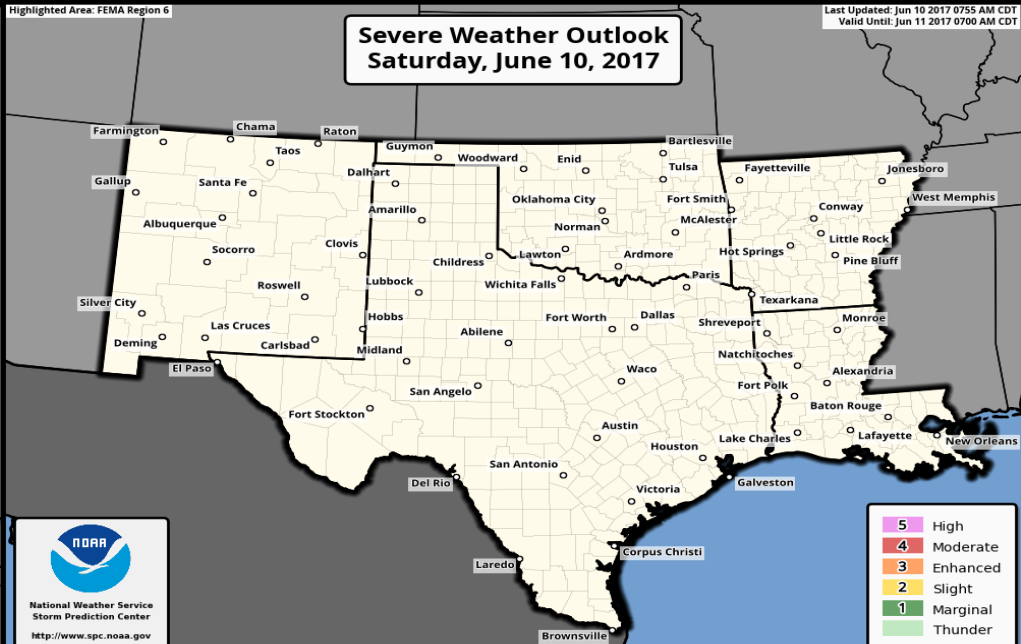 Highlighted Area: FEMA Region 6
Last Updated: Jun 10 2017 0755 AM CDT
Valid Until: Jun 11 2017 0700 AM CDT
Severe Weather Outlook
Saturday, June 10, 2017
Farmington
Chama
Raton
Guymon
Bartlesville
Taos
Woodward
Enid
Tulsa
Fayetteville
Jonesboro
Gallup
Santa Fe
Dalhart
Oklahoma City
Fort Smith
West Memphis
Albuquerque
Amarillo
Norman
McAlester
Conway
Socorro
Clovis
Childress
Lawton
Ardmore
Hot Springs
Little Rock
Pine Bluff
Roswell
Lubbock
Wichita Falls
Paris
Texarkana
Silver City
Hobbs
Fort Worth
Dallas
Shreveport
Monroe
Deming
Las Cruces
Carlsbad
Midland
Abilene
Natchitoches
El Paso
San Angelo
Waco
Fort Polk
Alexandria
Fort Stockton
Austin
Baton Rouge
Houston
Lake Charles
Lafayette
New Orleans
Del Rio
San Antonio
Victoria
Galveston
Laredo
Corpus Christi
Brownsville
NOAA
National Weather Service
Storm Prediction Center
http://www.spc.noaa.gov
5 High
4 Moderate
3 Enhanced
2 Slight
1 Marginal
Thunder